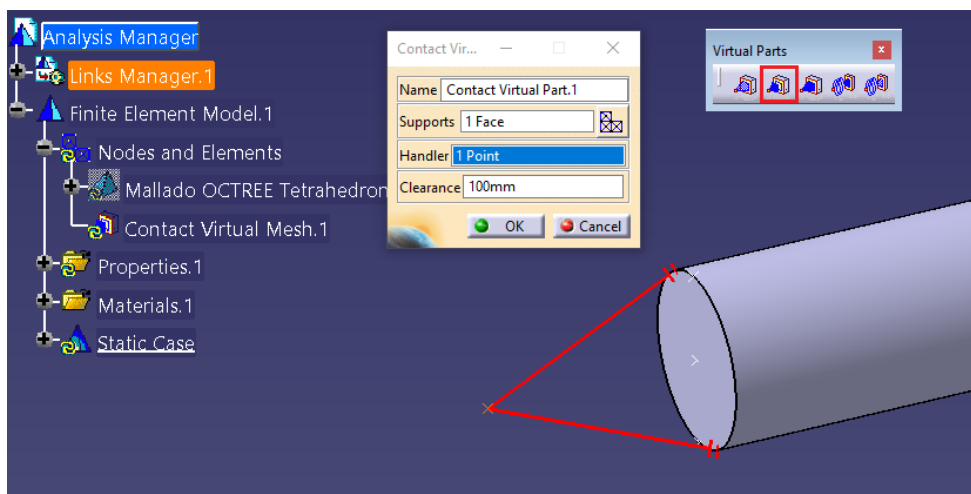 Analysis Manager
Links Manager.1
Finite Element Model.1
Nodes and Elements
Mallado OCTREE Tetrahedron
Contact Virtual Mesh.1
Properties.1
Materials.1
Static Case
Contact Vir...
Name Contact Virtual Part.1
Supports 1 Face
Handler 1 Point
Clearance 100mm
OK Cancel
Virtual Parts